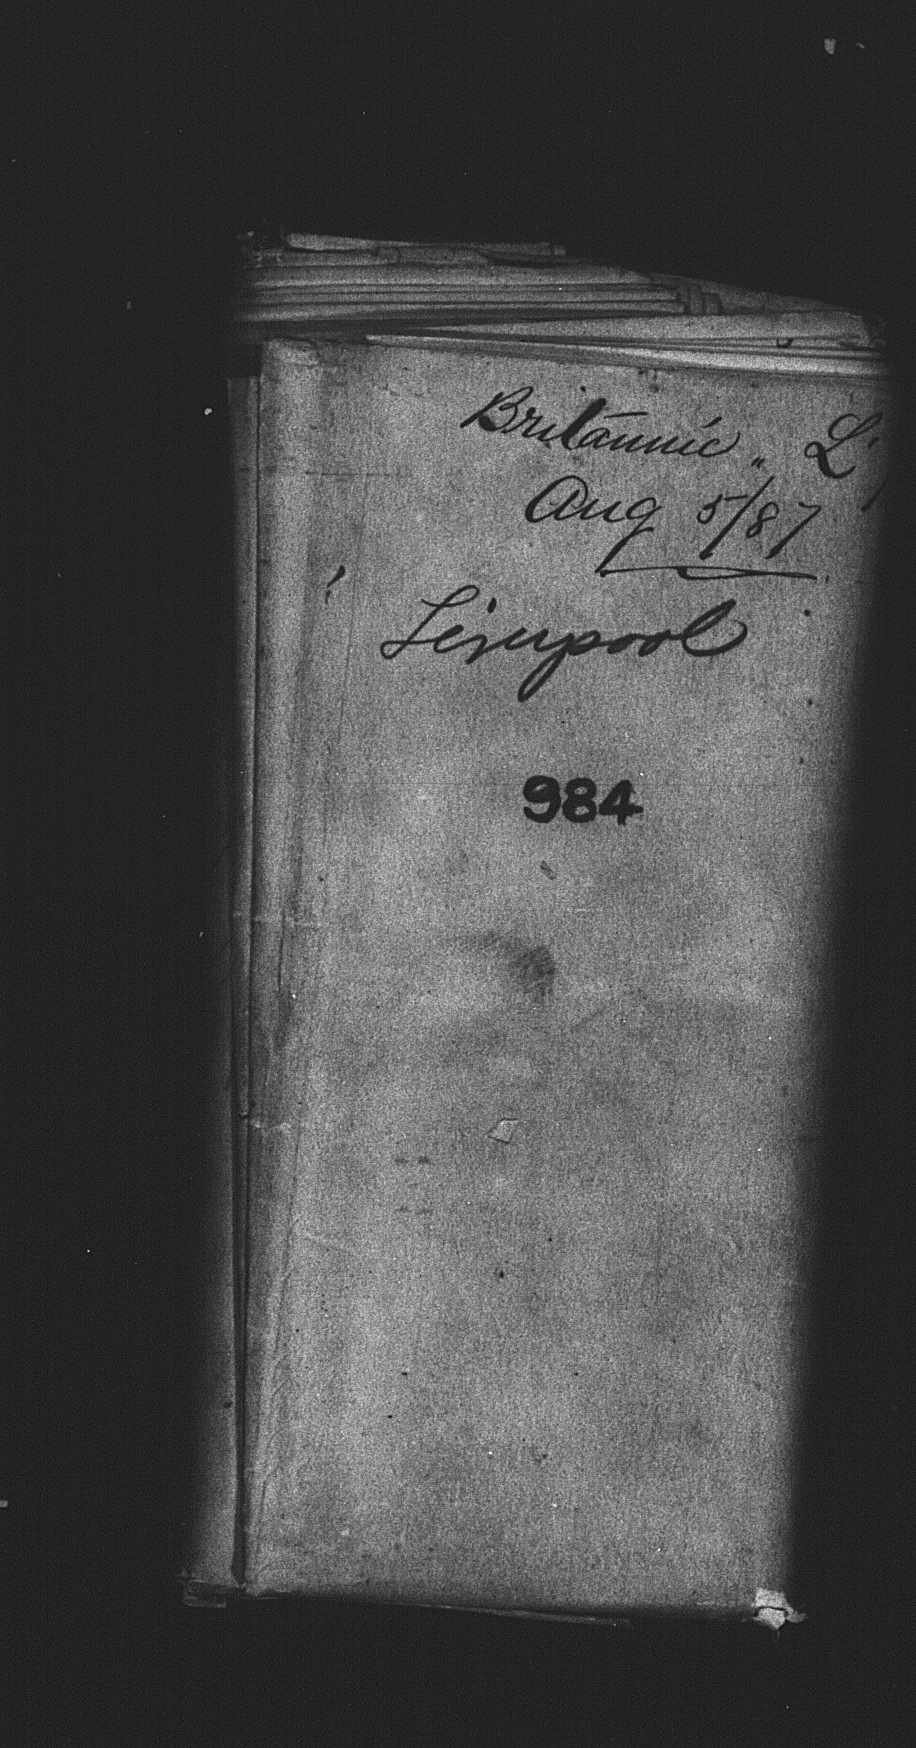 Britannic „ L'
Aug 5/87
Liverpool
984